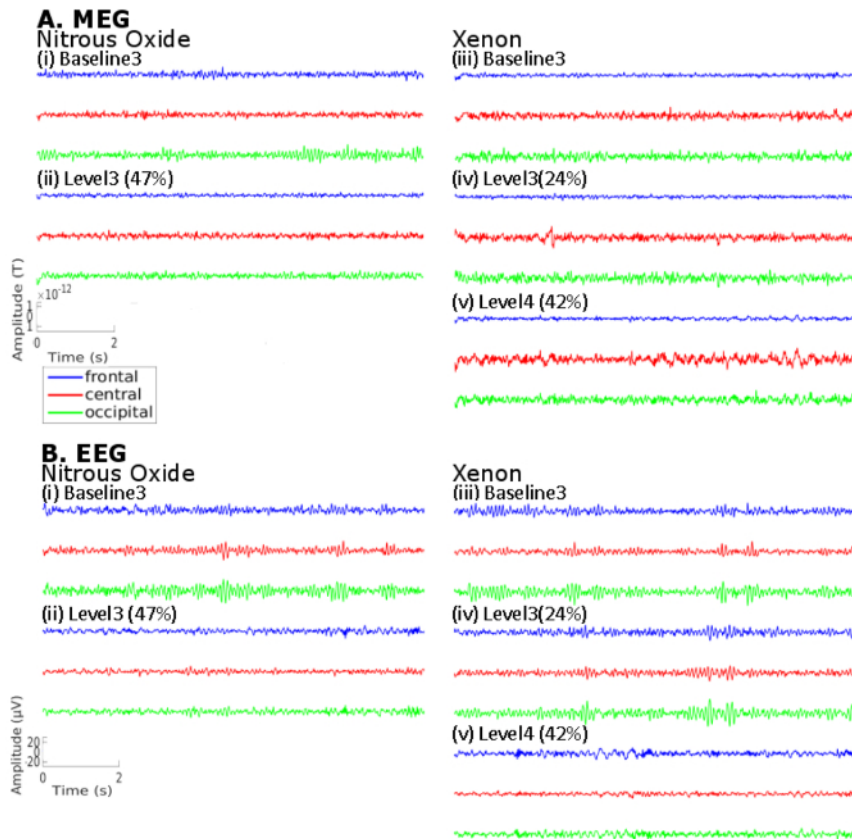 A. MEG
Nitrous Oxide
(i) Baseline3
(ii) Level3 (47%)
Amplitude (T)
×10-12
1
0
1
0
2
Time (s)
frontal
central
occipital
Xenon
(iii) Baseline3
(iv) Level3(24%)
(v) Level4 (42%)
B. EEG
Nitrous Oxide
(i) Baseline3
(ii) Level3 (47%)
Amplitude (μV)
20
0
-20
0
2
Time (s)
Xenon
(iii) Baseline3
(iv) Level3(24%)
(v) Level4 (42%)